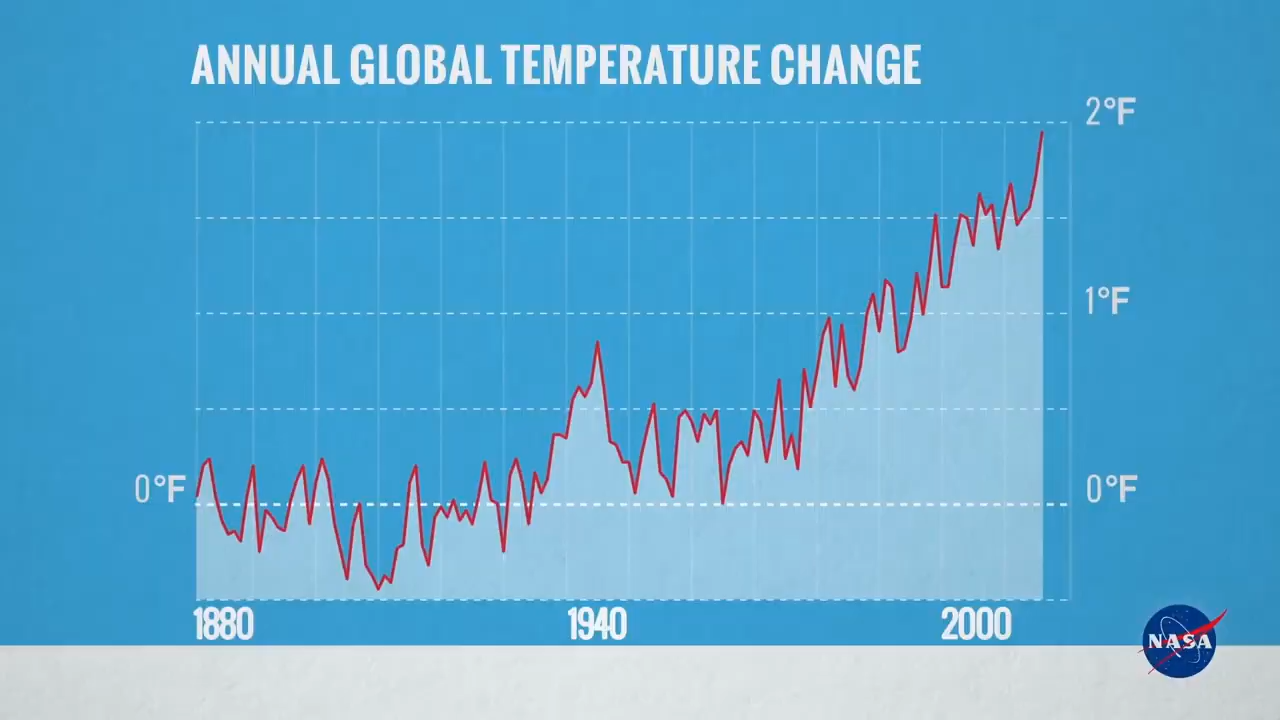 ANNUAL GLOBAL TEMPERATURE CHANGE
2°F
1°F
0°F 0°F
1880 1940 2000
NASA